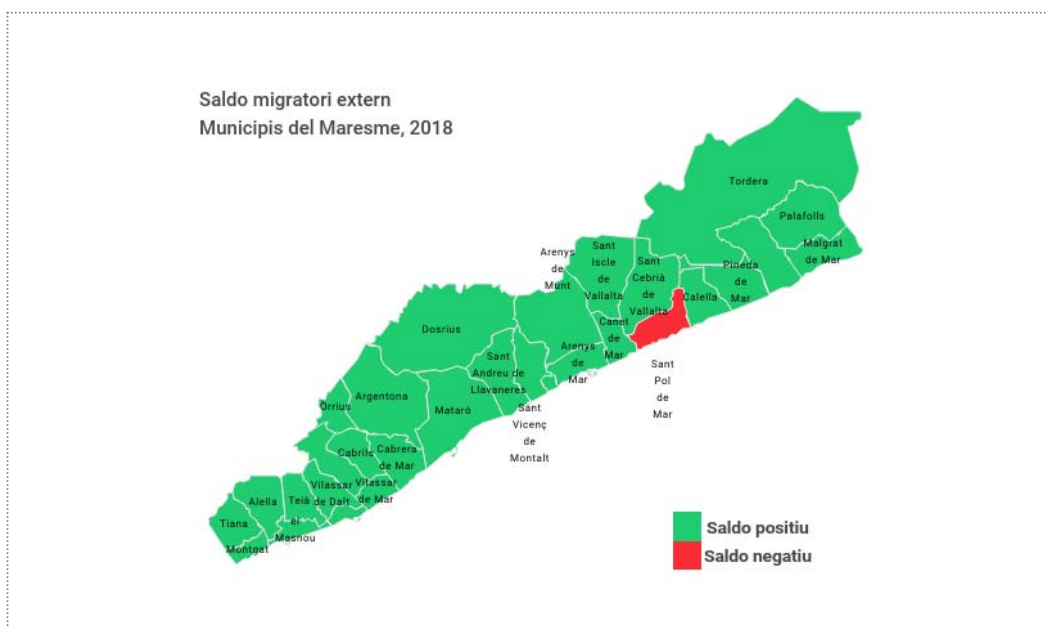 Saldo migratori extern
Municipis del Maresme, 2018
Tordera
Palafolls
Malgrat
de Mar
Pineda
de
Mar
Calella
Sant
Cebrià
de
Vallalta
Sant
Iscle
de
Vallalta
Arenys
de
Munt
Canet
de
Mar
Sant
Pol
de
Mar
Arenys
de
Mar
Dosrius
Sant
Andreu de
Llavaneres
Sant
Vicenç
de
Montalt
Mataró
Argentona
Òrrius
Cabrils
Cabrera
de Mar
Vilassar
de Mar
Vilassar
de Dalt
Teià
el
Masnou
Alella
Tiana
Montgat
Saldo positiu
Saldo negatiu